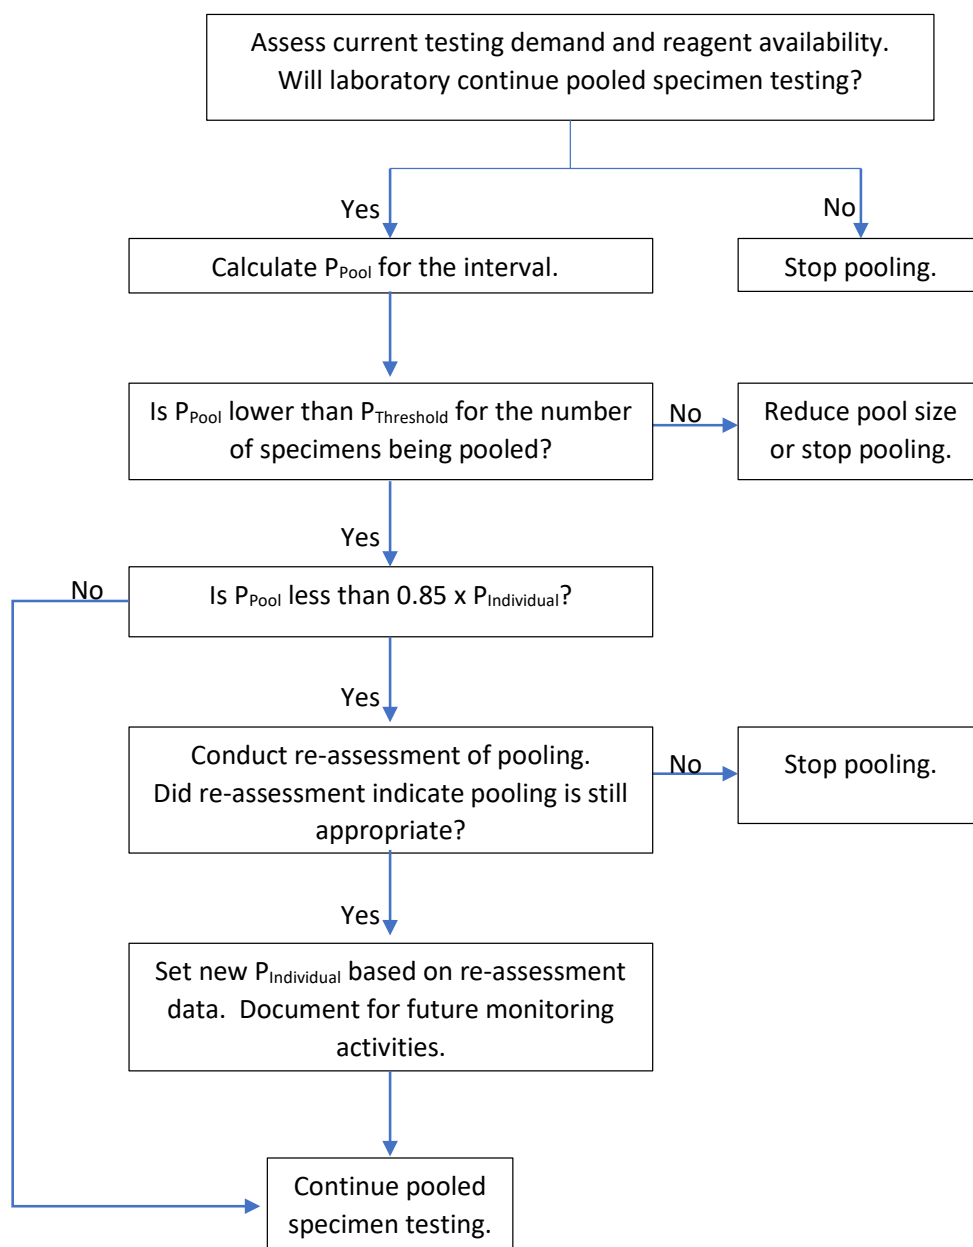 Assess current testing demand and reagent availability.
Will laboratory continue pooled specimen testing?
Yes
No
Calculate PPool for the interval.
Stop pooling.
Is PPool lower than PThreshold for the number
of specimens being pooled?
No
Reduce pool size
or stop pooling.
Yes
No
Is PPool less than 0.85 x PIndividual?
Yes
Conduct re-assessment of pooling.
Did re-assessment indicate pooling is still
appropriate?
No
Stop pooling.
Yes
Set new PIndividual based on re-assessment
data.  Document for future monitoring
activities.
Continue pooled
specimen testing.